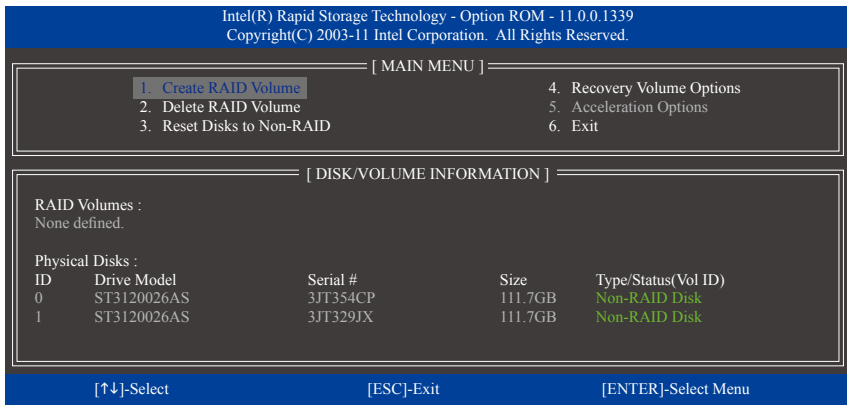 Intel(R) Rapid Storage Technology - Option ROM - 11.0.0.1339
Copyright(C) 2003-11 Intel Corporation.  All Rights Reserved.
[ MAIN MENU ]
1. Create RAID Volume
2. Delete RAID Volume
3. Reset Disks to Non-RAID
4. Recovery Volume Options
5. Acceleration Options
6. Exit
[ DISK/VOLUME INFORMATION ]
RAID Volumes :
None defined.
Physical Disks :
ID Drive Model Serial # Size Type/Status(Vol ID)
0 ST3120026AS 3JT354CP 111.7GB Non-RAID Disk
1 ST3120026AS 3JT329JX 111.7GB Non-RAID Disk
[↑↓]-Select [ESC]-Exit [ENTER]-Select Menu